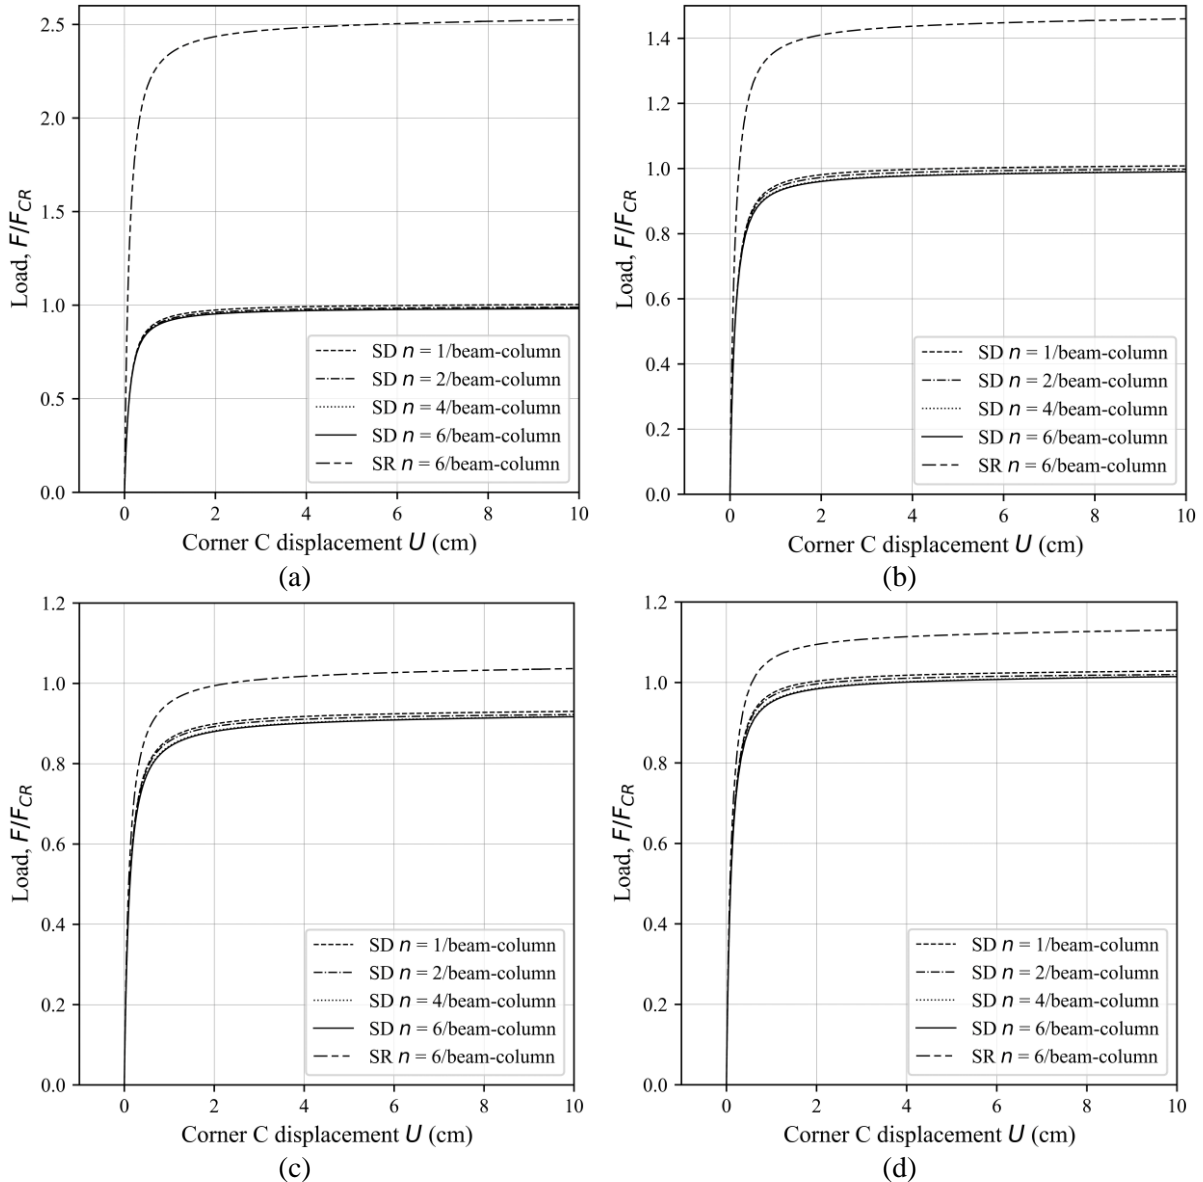 2.5
2.0
1.5
1.0
0.5
0.0
Load, F/F_CR
SD n = 1/beam-column
SD n = 2/beam-column
SD n = 4/beam-column
SD n = 6/beam-column
SR n = 6/beam-column
0 2 4 6 8 10
Corner C displacement U (cm)
(a)
1.4
1.2
1.0
0.8
0.6
0.4
0.2
0.0
Load, F/F_CR
SD n = 1/beam-column
SD n = 2/beam-column
SD n = 4/beam-column
SD n = 6/beam-column
SR n = 6/beam-column
0 2 4 6 8 10
Corner C displacement U (cm)
(b)
1.2
1.0
0.8
0.6
0.4
0.2
0.0
Load, F/F_CR
SD n = 1/beam-column
SD n = 2/beam-column
SD n = 4/beam-column
SD n = 6/beam-column
SR n = 6/beam-column
0 2 4 6 8 10
Corner C displacement U (cm)
(c)
1.2
1.0
0.8
0.6
0.4
0.2
0.0
Load, F/F_CR
SD n = 1/beam-column
SD n = 2/beam-column
SD n = 4/beam-column
SD n = 6/beam-column
SR n = 6/beam-column
0 2 4 6 8 10
Corner C displacement U (cm)
(d)